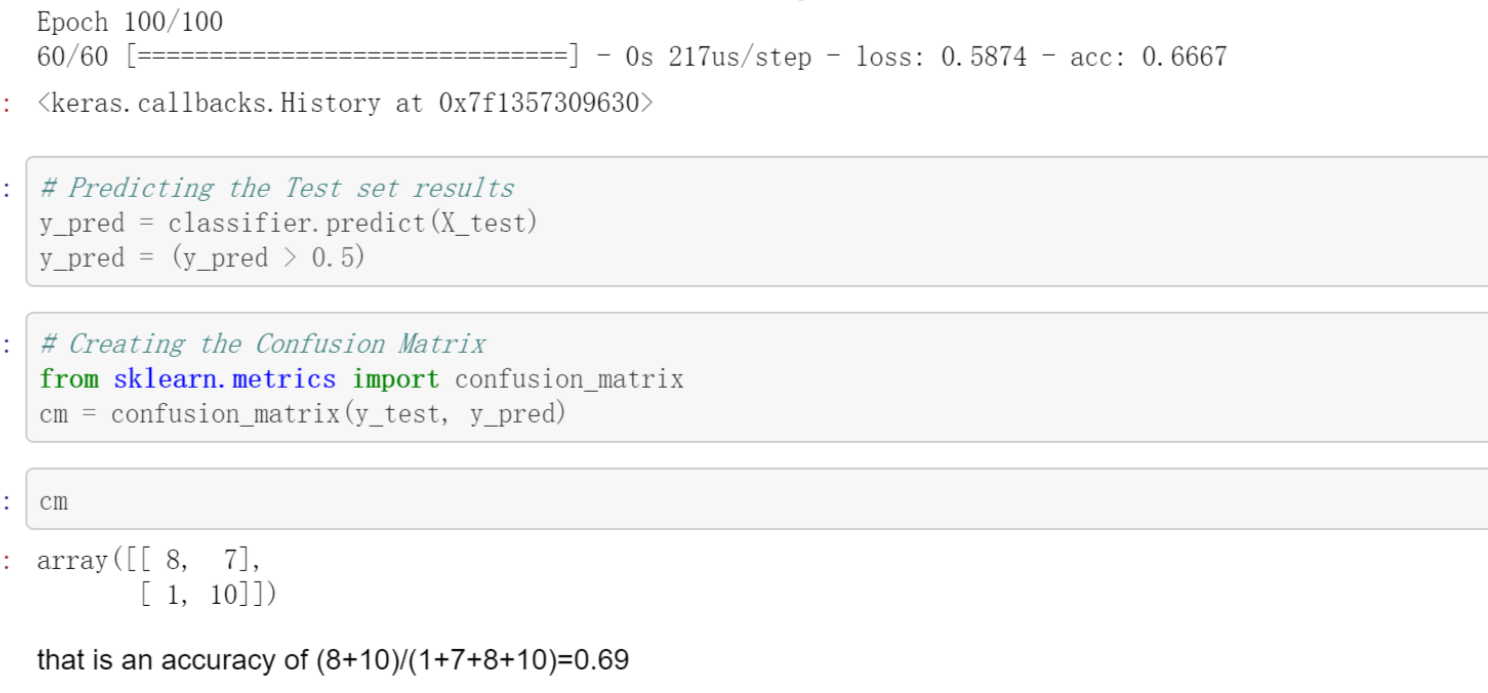 Epoch 100/100
60/60 [==============================] - 0s 217us/step - loss: 0.5874 - acc: 0.6667
: <keras.callbacks.History at 0x7f1357309630>
: # Predicting the Test set results
y_pred = classifier.predict(X_test)
y_pred = (y_pred > 0.5)
: # Creating the Confusion Matrix
from sklearn.metrics import confusion_matrix
cm = confusion_matrix(y_test, y_pred)
: cm
: array([[ 8,  7],
       [ 1, 10]])
that is an accuracy of (8+10)/(1+7+8+10)=0.69